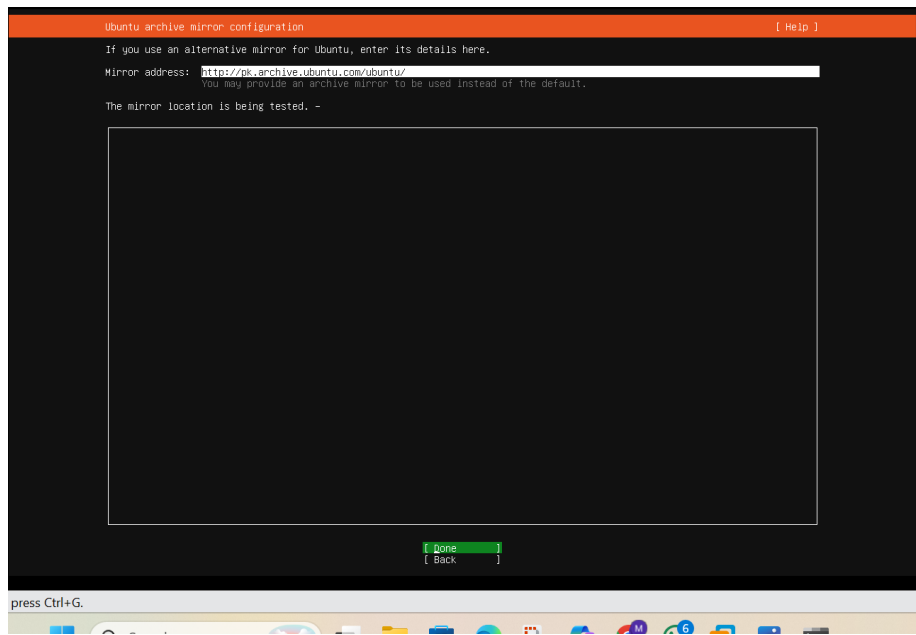 Ubuntu archive mirror configuration [ Help ]
If you use an alternative mirror for Ubuntu, enter its details here.
Mirror address: http://pk.archive.ubuntu.com/ubuntu/
You may provide an archive mirror to be used instead of the default.
The mirror location is being tested. -
[ Done ]
[ Back ]
press Ctrl+G.
M
6